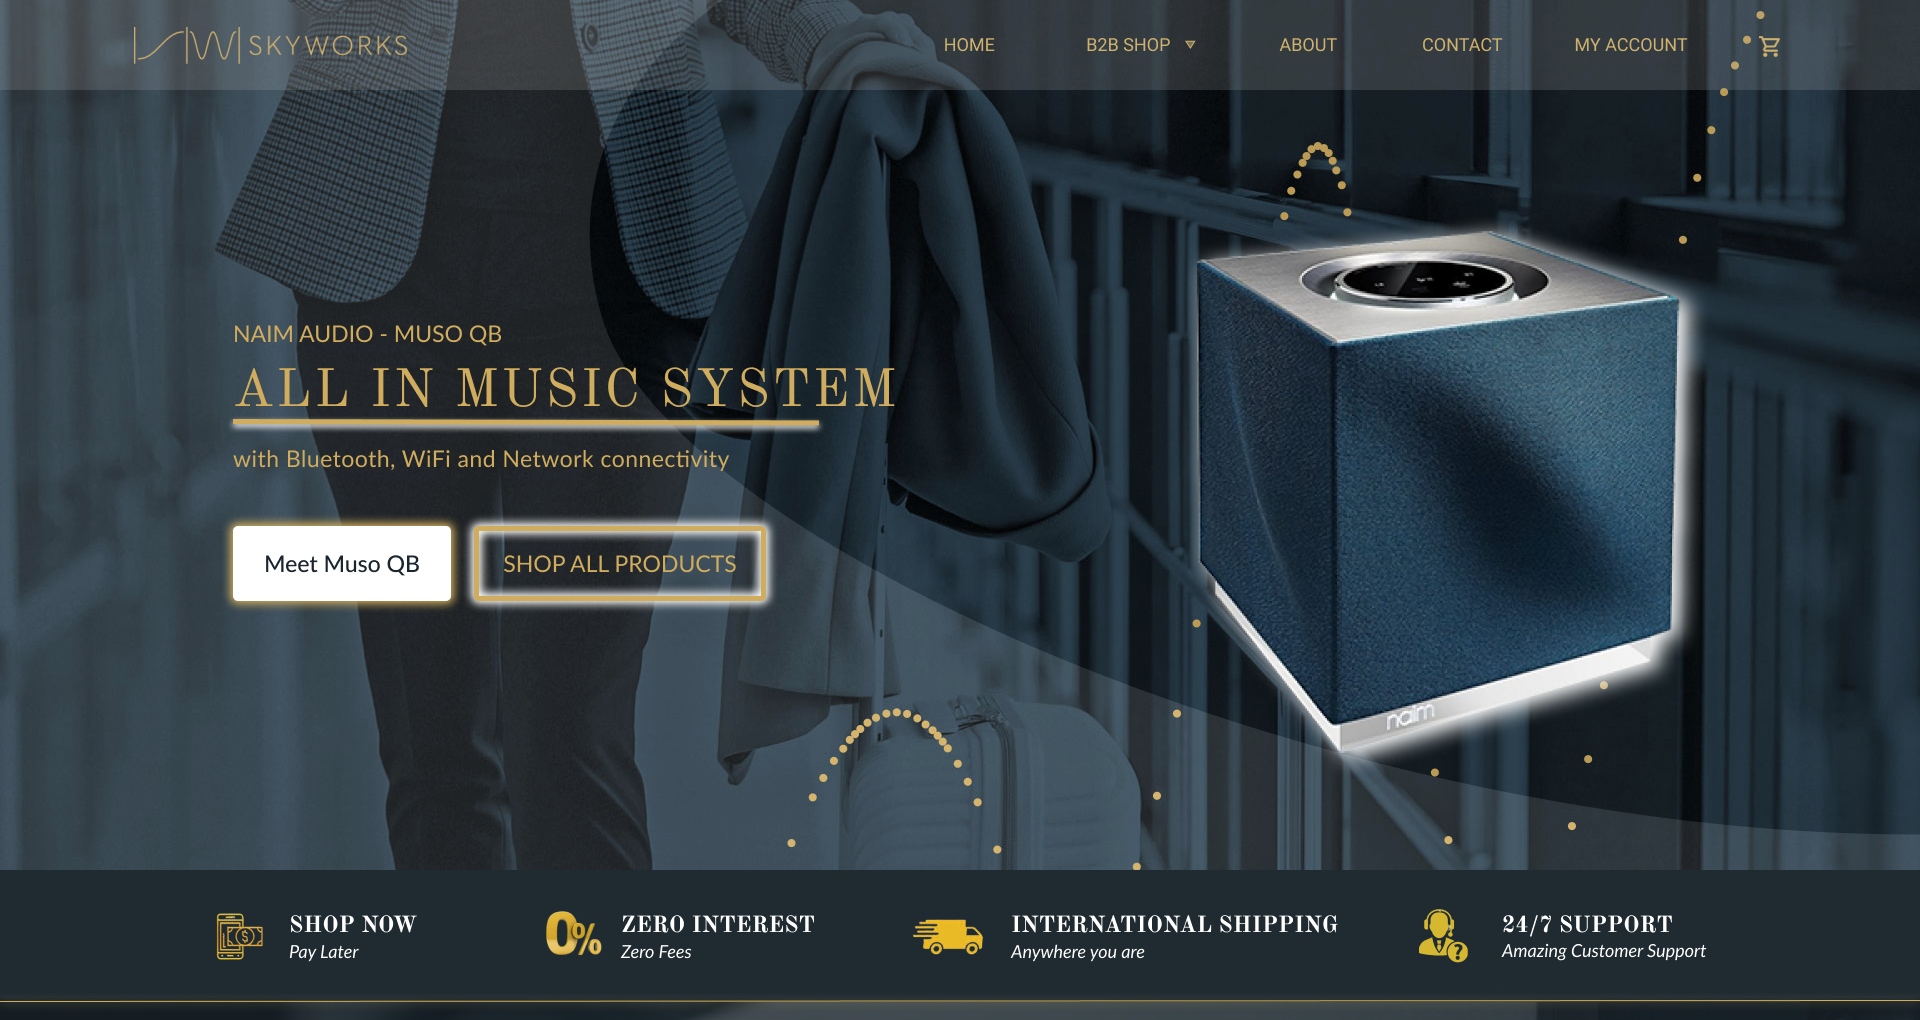 SKYWORKS
HOME
B2B SHOP
ABOUT
CONTACT
MY ACCOUNT
NAIM AUDIO - MUSO QB
ALL IN MUSIC SYSTEM
with Bluetooth, WiFi and Network connectivity
Meet Muso QB
SHOP ALL PRODUCTS
naim
SHOP NOW
Pay Later
0%
ZERO INTEREST
Zero Fees
INTERNATIONAL SHIPPING
Anywhere you are
24/7 SUPPORT
Amazing Customer Support